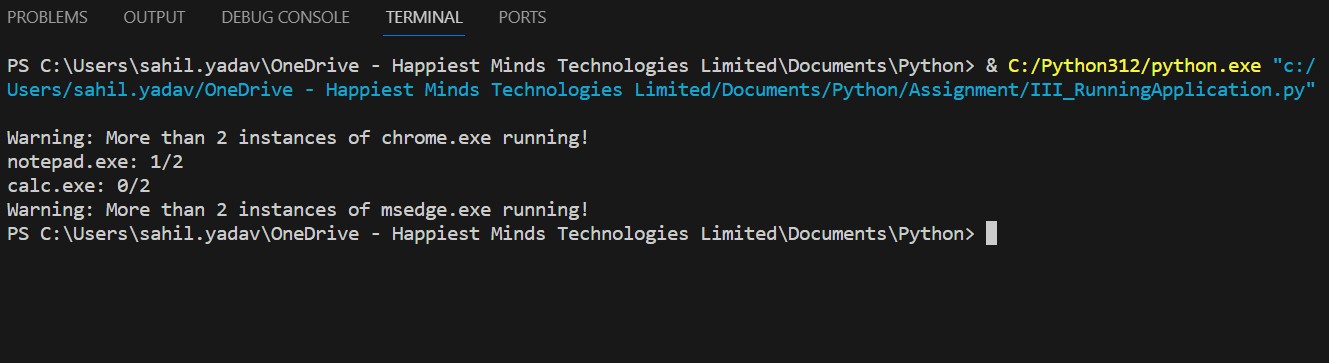 PROBLEMS OUTPUT DEBUG CONSOLE TERMINAL PORTS
PS C:\Users\sahil.yadav\OneDrive - Happiest Minds Technologies Limited\Documents\Python> & C:/Python312/python.exe "c:/
Users/sahil.yadav/OneDrive - Happiest Minds Technologies Limited/Documents/Python/Assignment/III_RunningApplication.py"
Warning: More than 2 instances of chrome.exe running!
notepad.exe: 1/2
calc.exe: 0/2
Warning: More than 2 instances of msedge.exe running!
PS C:\Users\sahil.yadav\OneDrive - Happiest Minds Technologies Limited\Documents\Python>